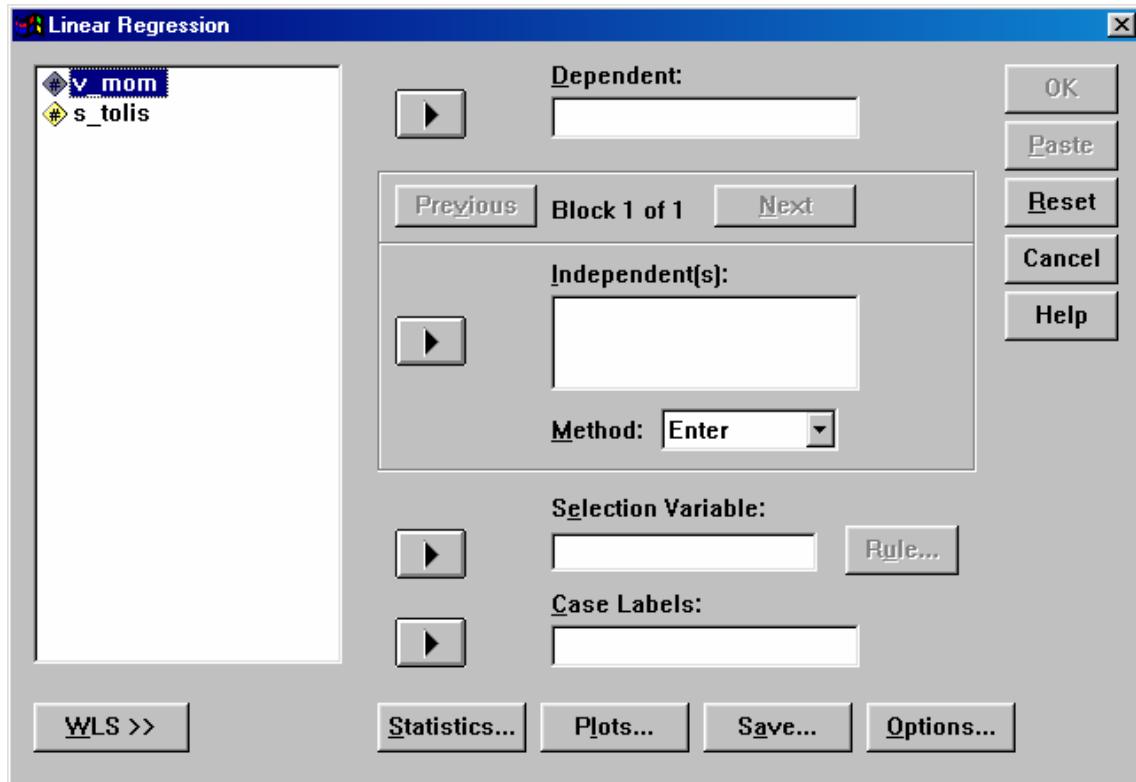 Linear Regression
v_mom
s_tolis
Dependent:
Previous
Block 1 of 1
Next
Independent(s):
Method: Enter
Selection Variable:
Rule...
Case Labels:
OK
Paste
Reset
Cancel
Help
WLS >>
Statistics...
Plots...
Save...
Options...